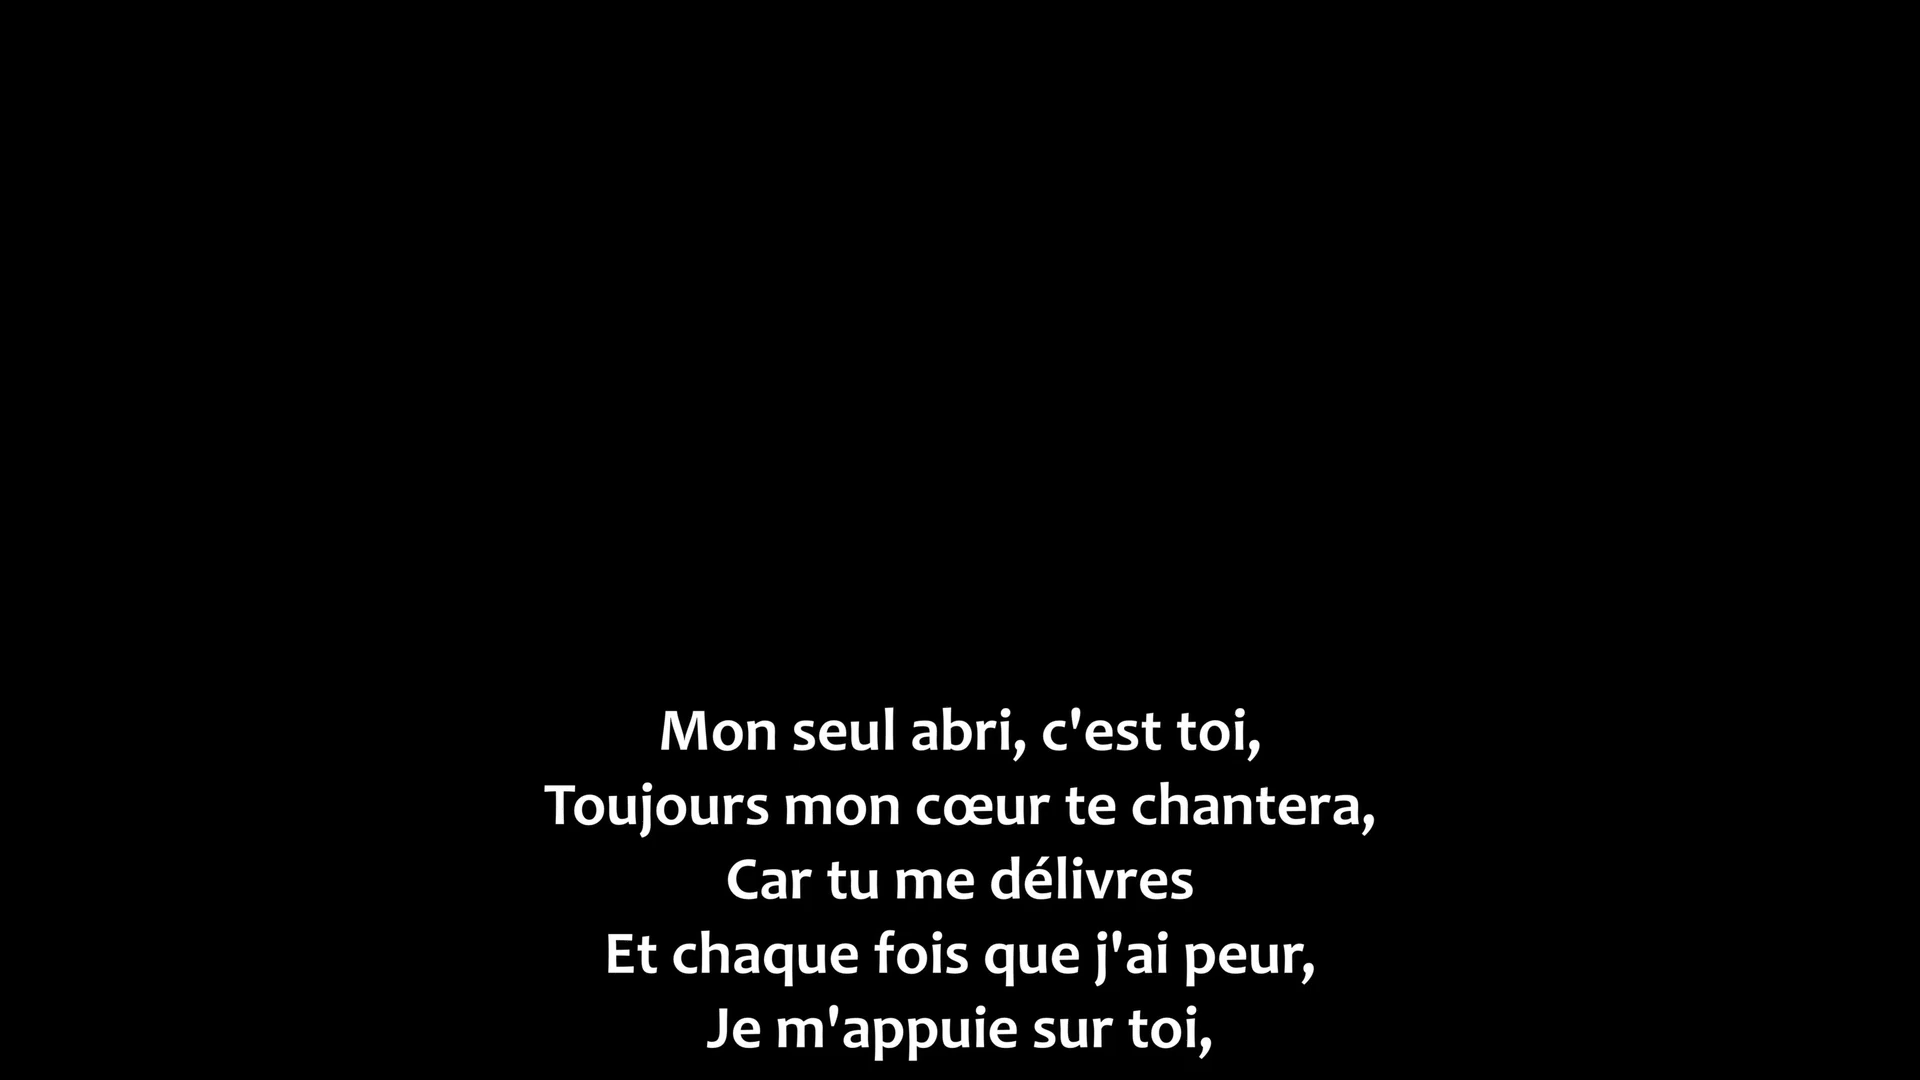 Mon seul abri, c'est toi,
Toujours mon cœur te chantera,
Car tu me délivres
Et chaque fois que j'ai peur,
Je m'appuie sur toi,